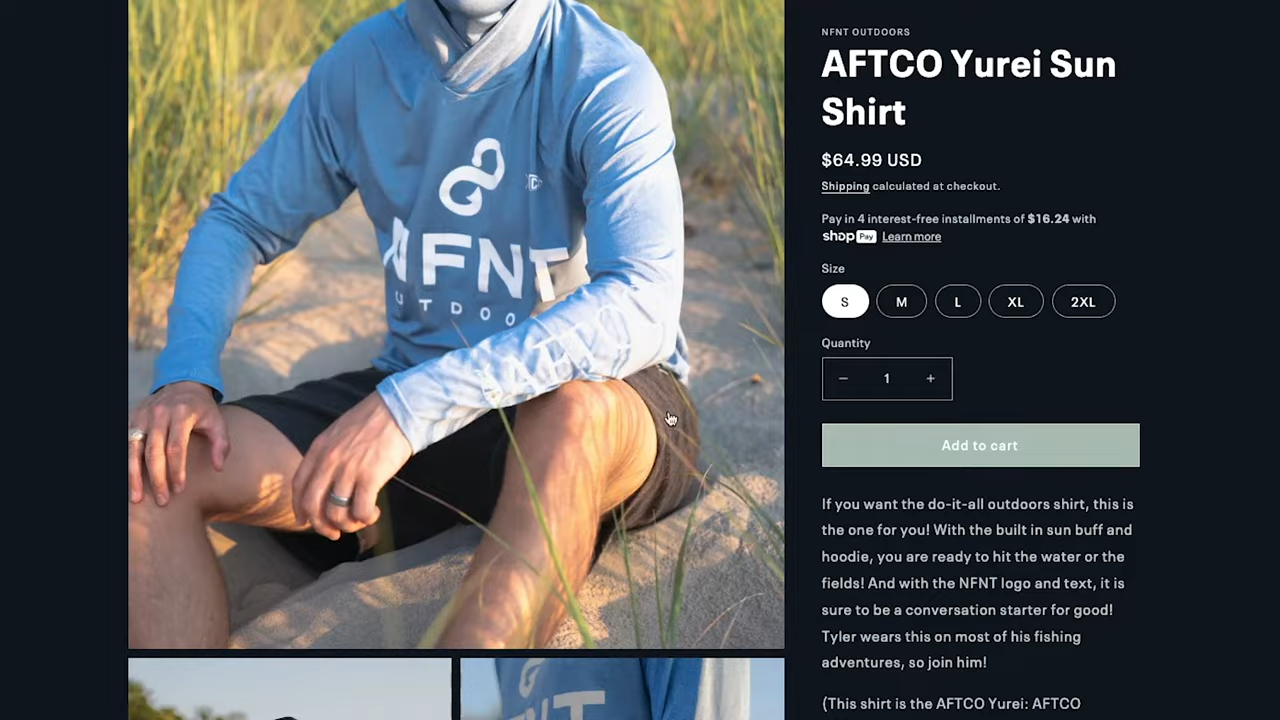 NFNT OUTDOORS
AFTCO Yurei Sun
Shirt
$64.99 USD
Shipping calculated at checkout.
Pay in 4 interest-free installments of $16.24 with
shop Pay Learn more
Size
S M L XL 2XL
Quantity
− 1 +
Add to cart
If you want the do-it-all outdoors shirt, this is
the one for you! With the built in sun buff and
hoodie, you are ready to hit the water or the
fields! And with the NFNT logo and text, it is
sure to be a conversation starter for good!
Tyler wears this on most of his fishing
adventures, so join him!
(This shirt is the AFTCO Yurei: AFTCO
NFNT
UTDOO
AFTCO